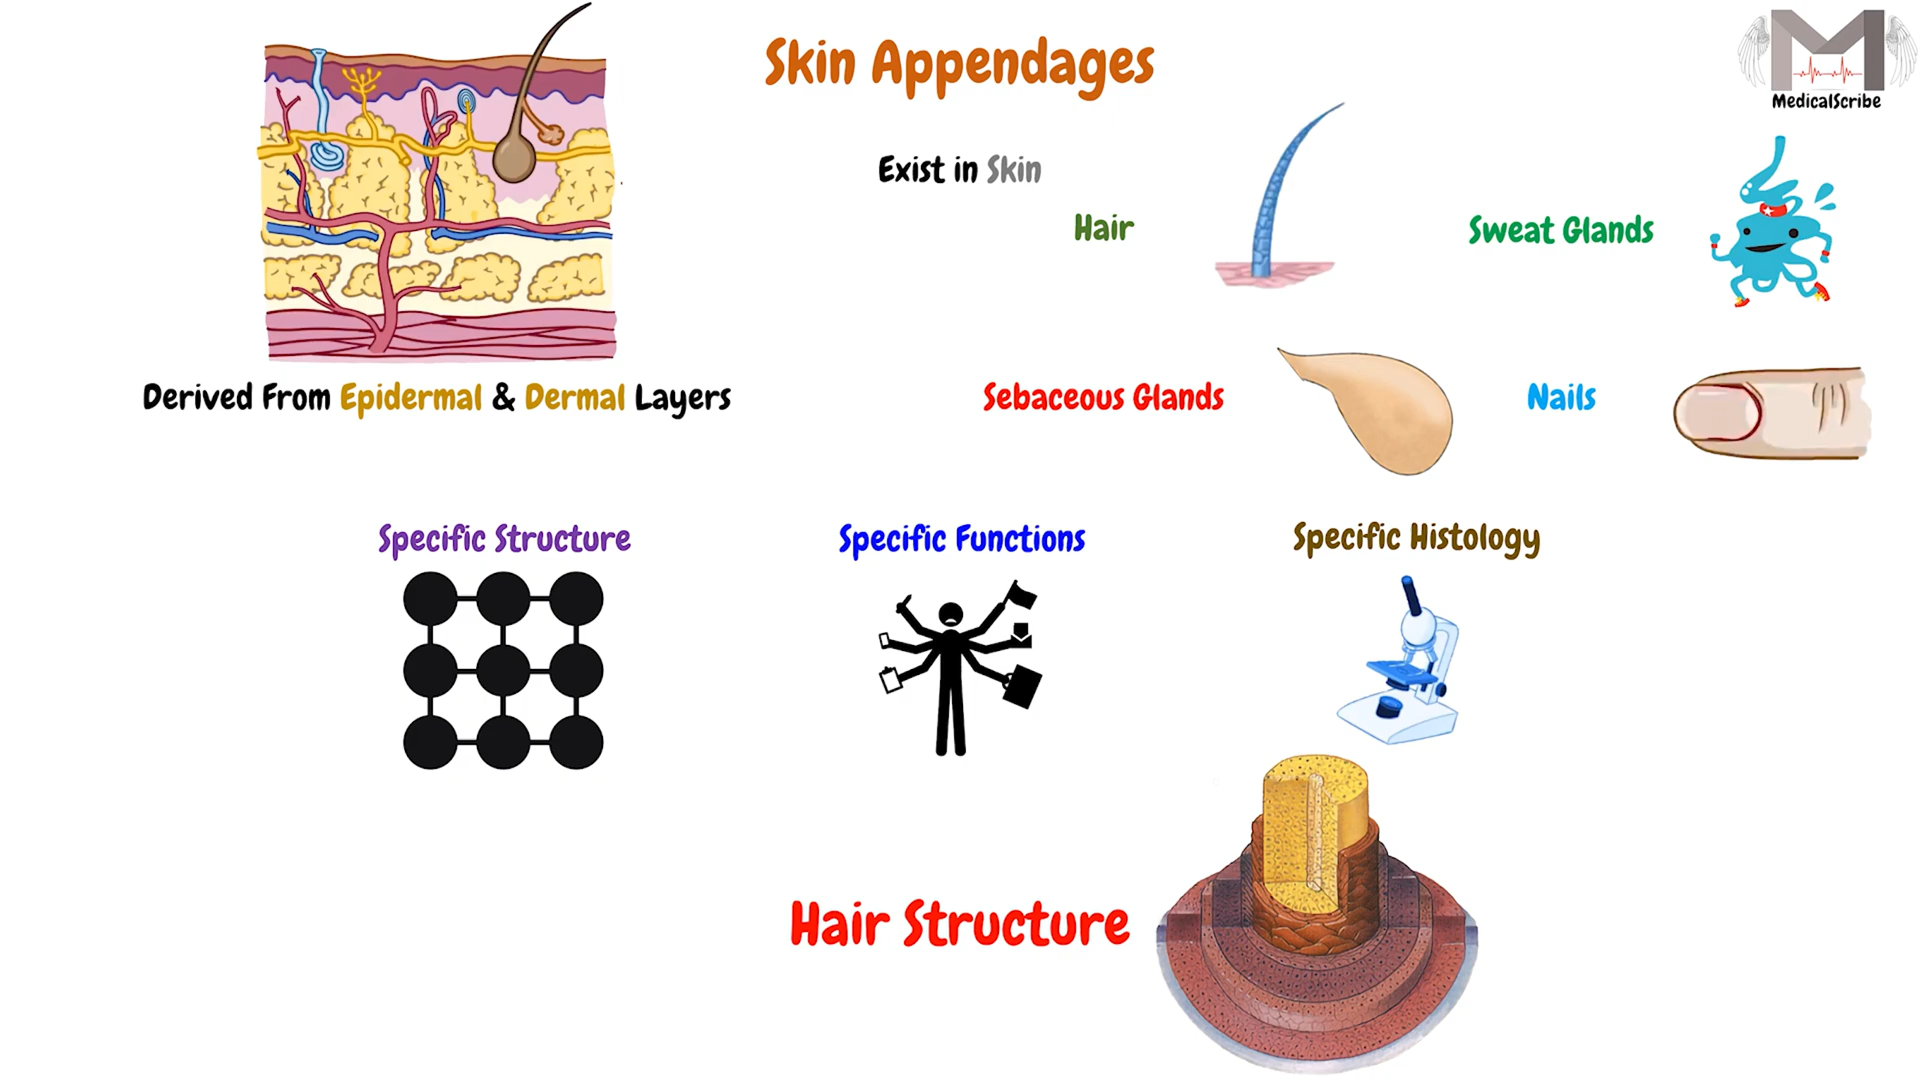 Skin Appendages
MedicalScribe
Exist in Skin
Hair
Sweat Glands
Derived From Epidermal & Dermal Layers
Sebaceous Glands
Nails
Specific Structure
Specific Functions
Specific Histology
Hair Structure